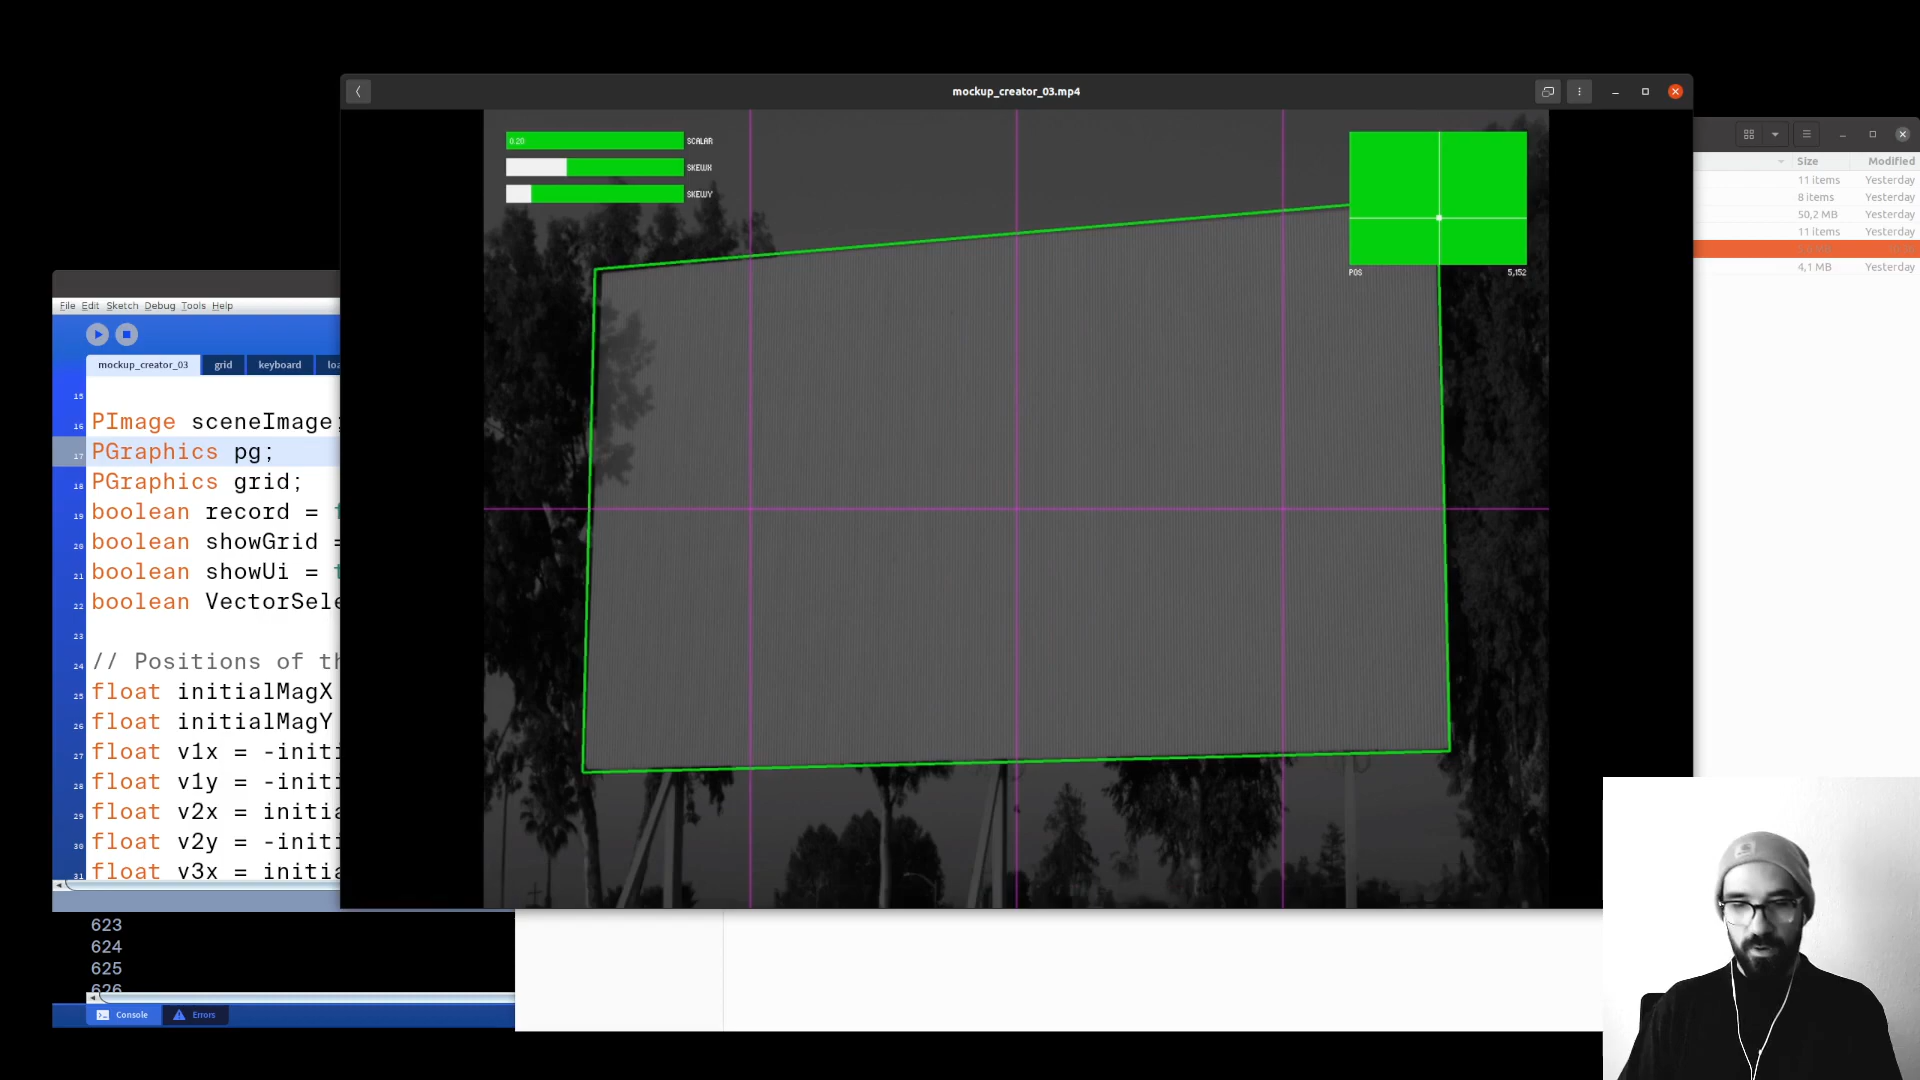 mockup_creator_03.mp4
0.20 SCALAR
SKEWX
SKEWY
POS 5,152
Size Modified
11 items Yesterday
8 items Yesterday
50,2 MB Yesterday
11 items Yesterday
4,1 MB Yesterday
File Edit Sketch Debug Tools Help
mockup_creator_03 grid keyboard loa
15
16 PImage sceneImage;
17 PGraphics pg;
18 PGraphics grid;
19 boolean record = f
20 boolean showGrid =
21 boolean showUi = t
22 boolean VectorSele
23
24 // Positions of th
25 float initialMagX
26 float initialMagY
27 float v1x = -initi
28 float v1y = -initi
29 float v2x = initia
30 float v2y = -initi
31 float v3x = initia
623
624
625
626
Console Errors